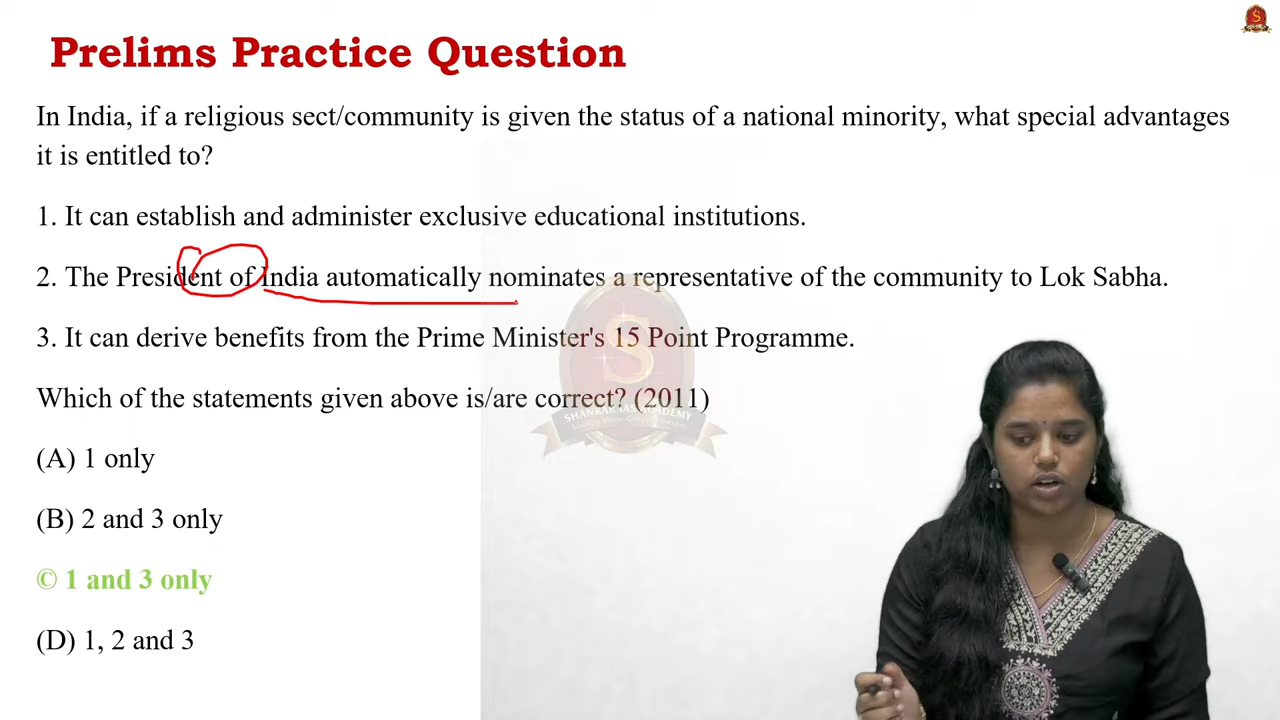 Prelims Practice Question
In India, if a religious sect/community is given the status of a national minority, what special advantages
it is entitled to?
1. It can establish and administer exclusive educational institutions.
2. The President of India automatically nominates a representative of the community to Lok Sabha.
3. It can derive benefits from the Prime Minister's 15 Point Programme.
Which of the statements given above is/are correct? (2011)
SHANKAR IAS ACADEMY
(A) 1 only
(B) 2 and 3 only
© 1 and 3 only
(D) 1, 2 and 3